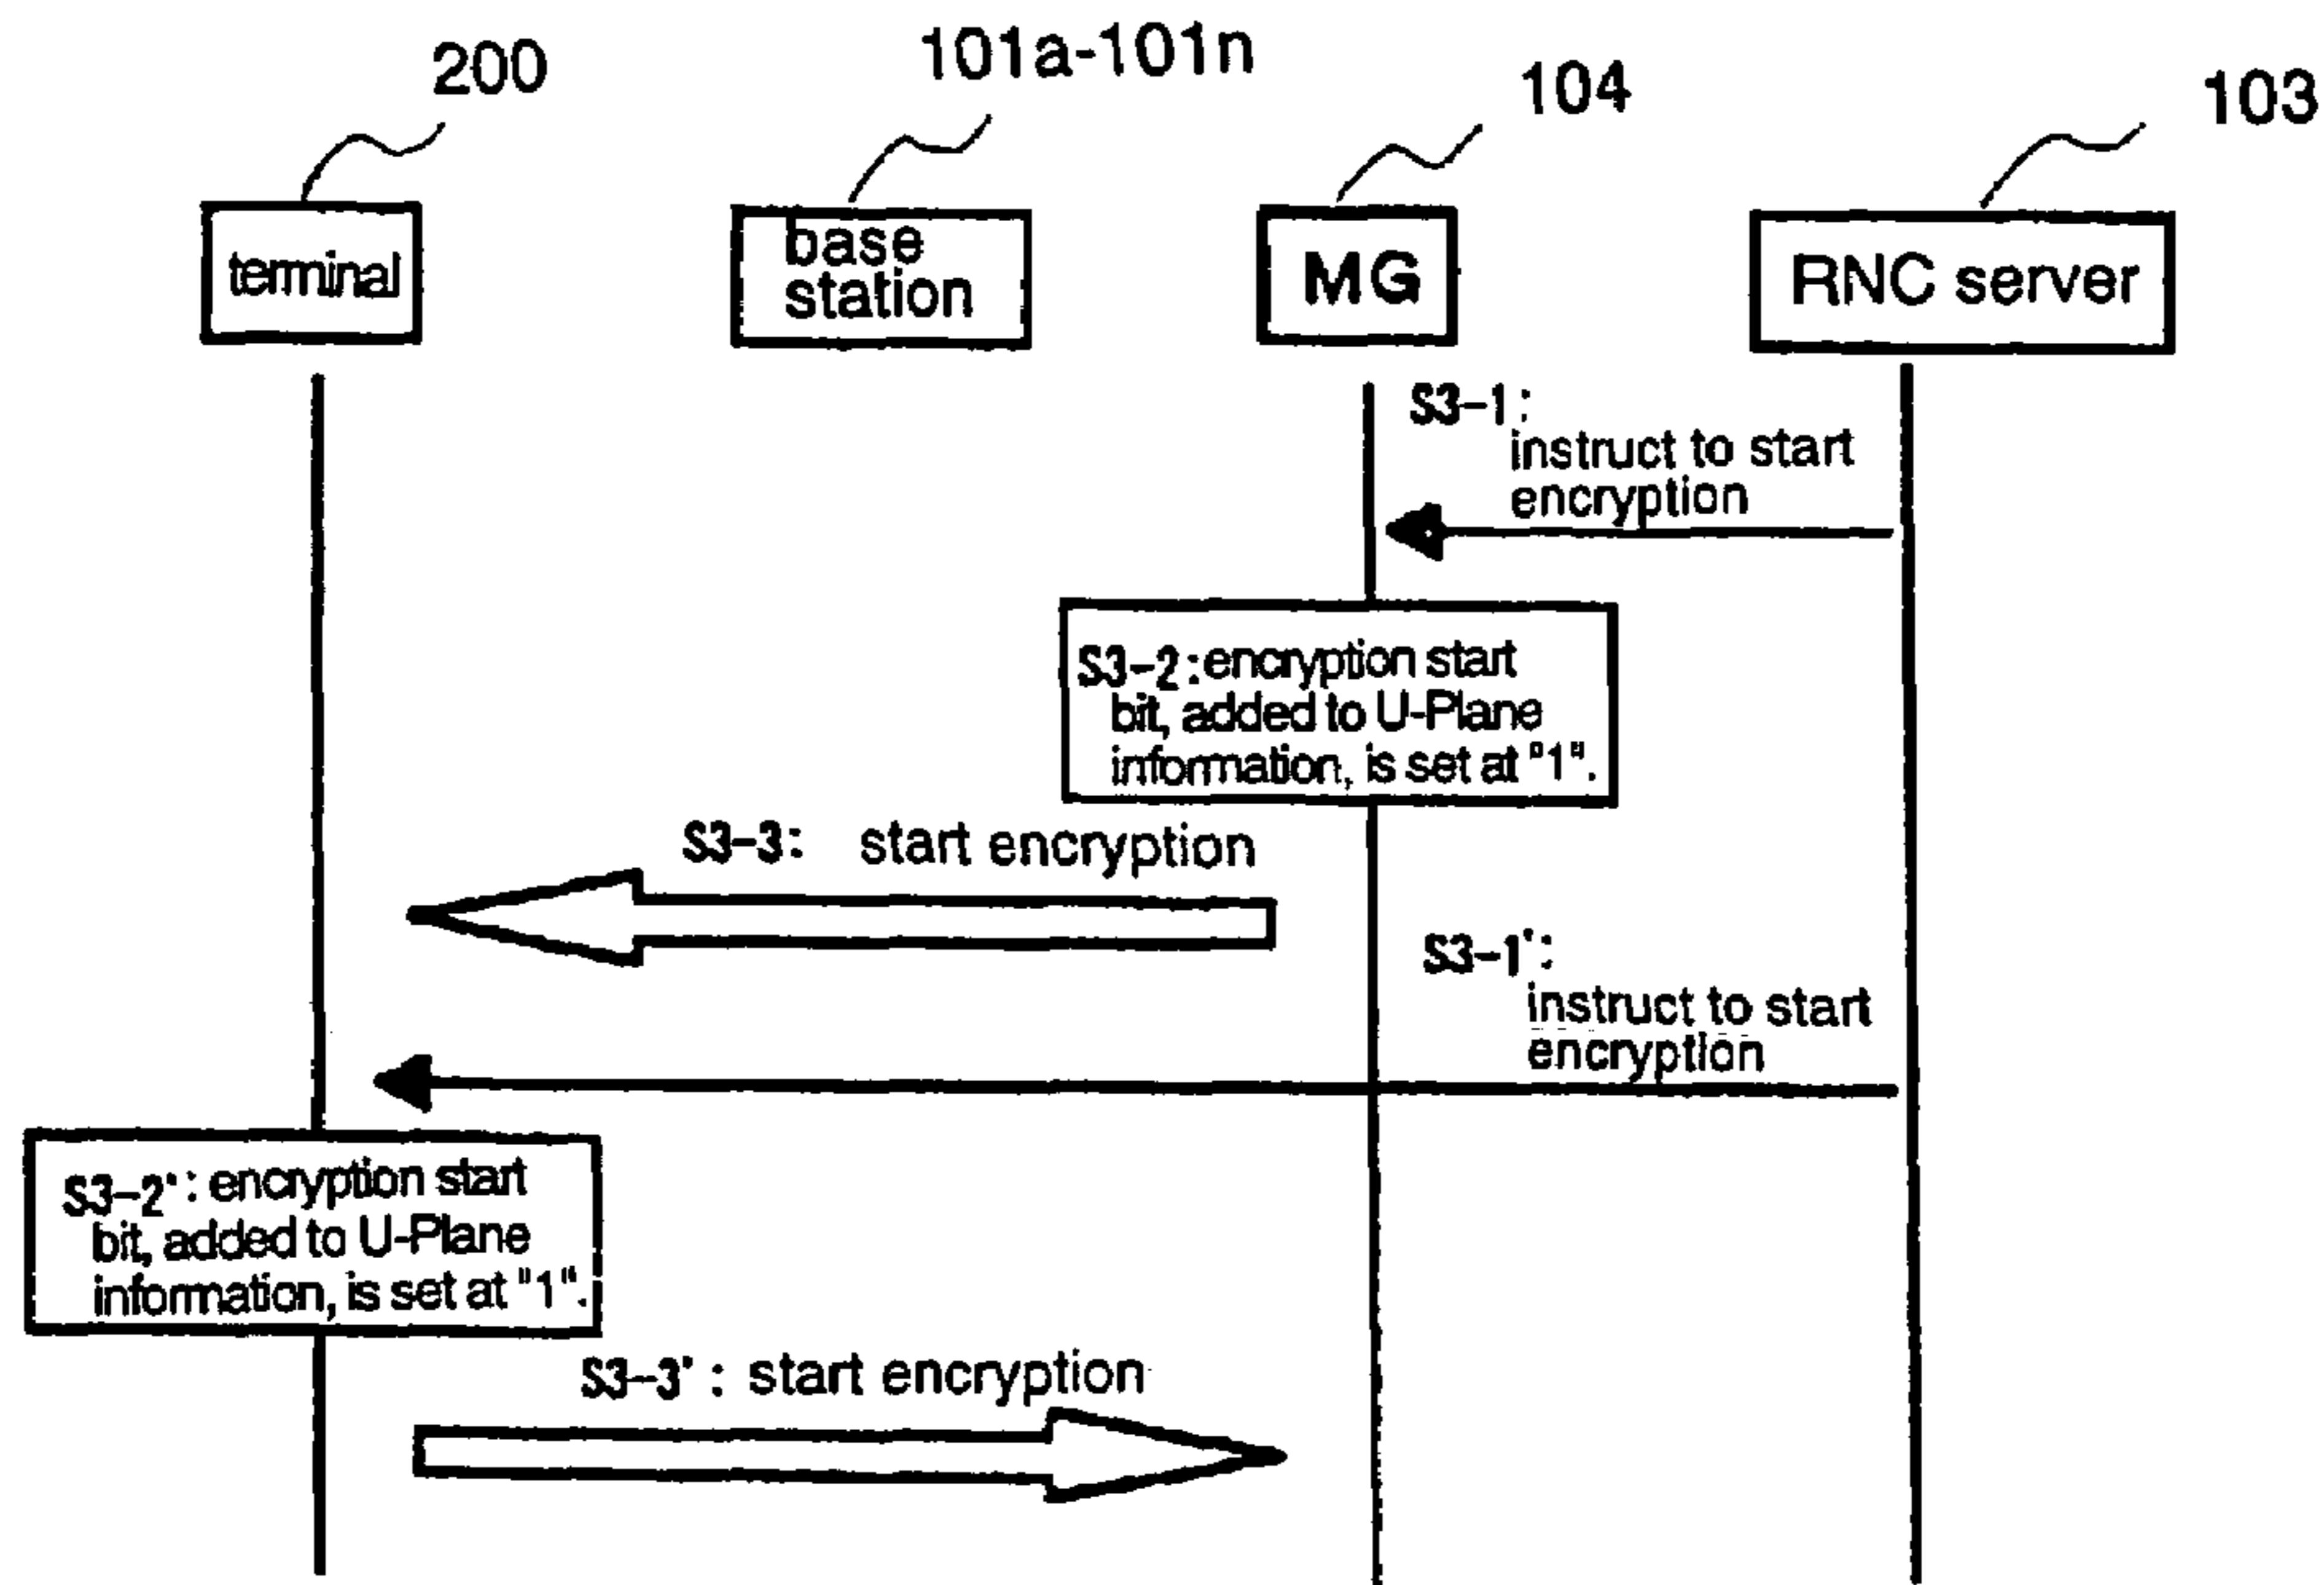 200
101a-101n
104
103
terminal
base
station
MG
RNC server
S3-1:
instruct to start
encryption
S3-2:encryption start
bit, added to U-Plane
information, is set at "1".
S3-3: start encryption
S3-1':
instruct to start
encryption
S3-2': encryption start
bit, added to U-Plane
information, is set at "1".
S3-3' : start encryption